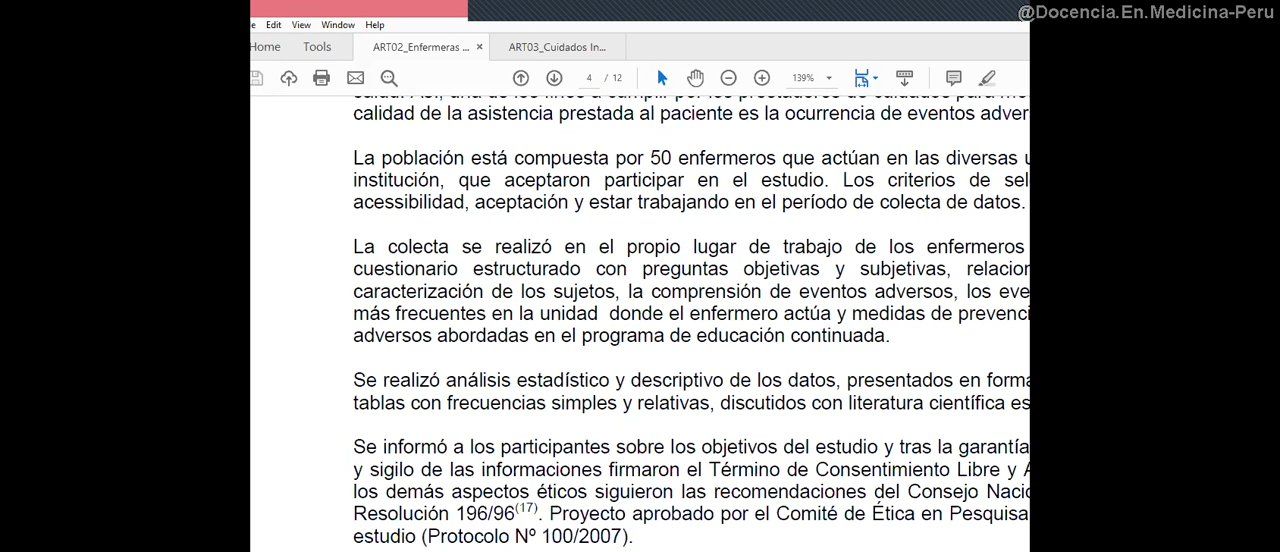 @Docencia.En.Medicina-Peru
Edit View Window Help
Home Tools ART02_Enfermeras ... × ART03_Cuidados In...
4 / 12 139%
calidad de la asistencia prestada al paciente es la ocurrencia de eventos adver
La población está compuesta por 50 enfermeros que actúan en las diversas u
institución, que aceptaron participar en el estudio. Los criterios de sel
acessibilidad, aceptación y estar trabajando en el período de colecta de datos.
La colecta se realizó en el propio lugar de trabajo de los enfermeros
cuestionario estructurado con preguntas objetivas y subjetivas, relacion
caracterización de los sujetos, la comprensión de eventos adversos, los eve
más frecuentes en la unidad donde el enfermero actúa y medidas de prevenci
adversos abordadas en el programa de educación continuada.
Se realizó análisis estadístico y descriptivo de los datos, presentados en forma
tablas con frecuencias simples y relativas, discutidos con literatura científica es
Se informó a los participantes sobre los objetivos del estudio y tras la garantía
y sigilo de las informaciones firmaron el Término de Consentimiento Libre y A
los demás aspectos éticos siguieron las recomendaciones del Consejo Nacio
Resolución 196/96(17). Proyecto aprobado por el Comité de Ética en Pesquisa
estudio (Protocolo Nº 100/2007).